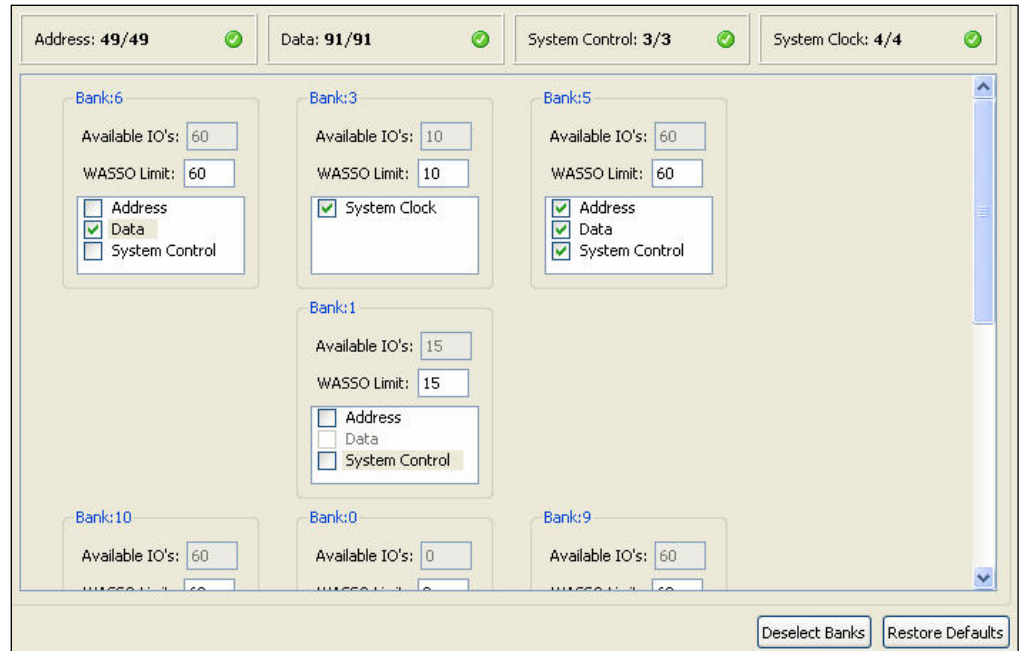 Address: 49/49 Data: 91/91 System Control: 3/3 System Clock: 4/4
Bank:6 Bank:3 Bank:5
Available IO's: 60 Available IO's: 10 Available IO's: 60
WASSO Limit: 60 WASSO Limit: 10 WASSO Limit: 60
Address System Clock Address
Data Data
System Control System Control
Bank:1
Available IO's: 15
WASSO Limit: 15
Address
Data
System Control
Bank:10 Bank:0 Bank:9
Available IO's: 60 Available IO's: 0 Available IO's: 60
Deselect Banks Restore Defaults